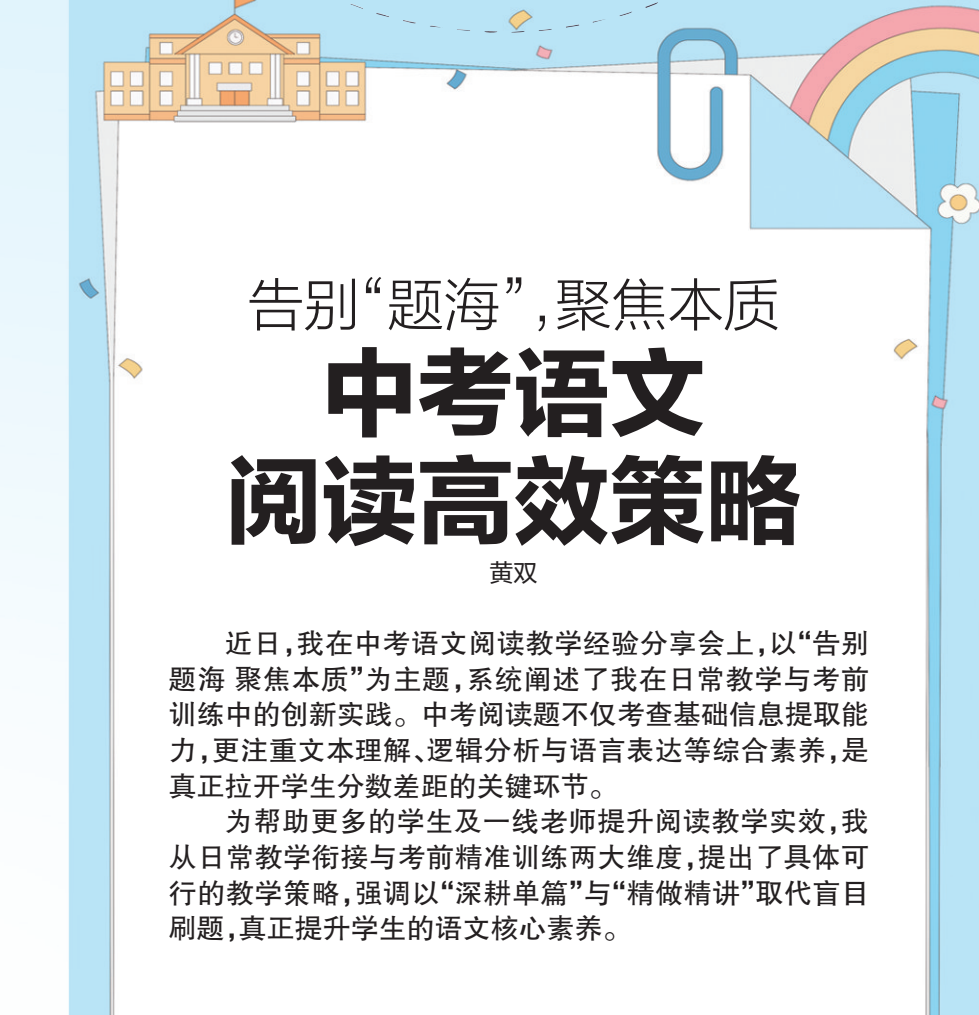 告别“题海”，聚焦本质
中考语文
阅读高效策略
黄双
近日，我在中考语文阅读教学经验分享会上，以“告别
题海 聚焦本质”为主题，系统阐述了我在日常教学与考前
训练中的创新实践。中考阅读题不仅考查基础信息提取能
力，更注重文本理解、逻辑分析与语言表达等综合素养，是
真正拉开学生分数差距的关键环节。
为帮助更多的学生及一线老师提升阅读教学实效，我
从日常教学衔接与考前精准训练两大维度，提出了具体可
行的教学策略，强调以“深耕单篇”与“精做精讲”取代盲目
刷题，真正提升学生的语文核心素养。